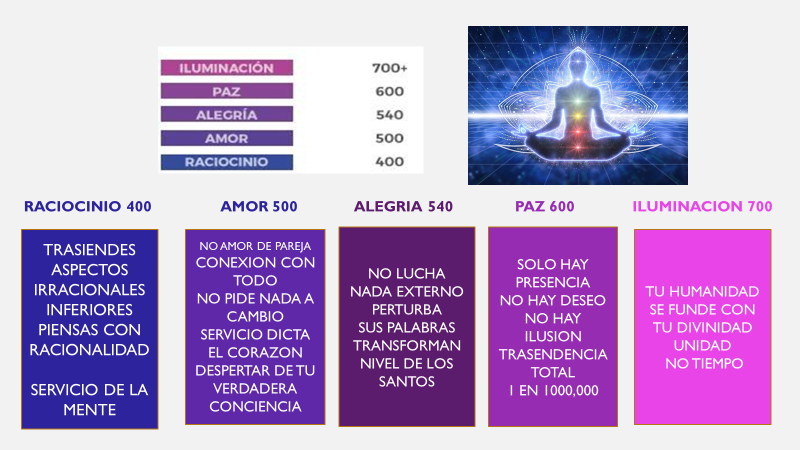 ILUMINACIÓN 700+
PAZ 600
ALEGRÍA 540
AMOR 500
RACIOCINIO 400
RACIOCINIO 400
TRASIENDES
ASPECTOS
IRRACIONALES
INFERIORES
PIENSAS CON
RACIONALIDAD
SERVICIO DE LA
MENTE
AMOR 500
NO AMOR DE PAREJA
CONEXION CON
TODO
NO PIDE NADA A
CAMBIO
SERVICIO DICTA
EL CORAZON
DESPERTAR DE TU
VERDADERA
CONCIENCIA
ALEGRIA 540
NO LUCHA
NADA EXTERNO
PERTURBA
SUS PALABRAS
TRANSFORMAN
NIVEL DE LOS
SANTOS
PAZ 600
SOLO HAY
PRESENCIA
NO HAY DESEO
NO HAY
ILUSION
TRASENDENCIA
TOTAL
1 EN 1000,000
ILUMINACION 700
TU HUMANIDAD
SE FUNDE CON
TU DIVINIDAD
UNIDAD
NO TIEMPO